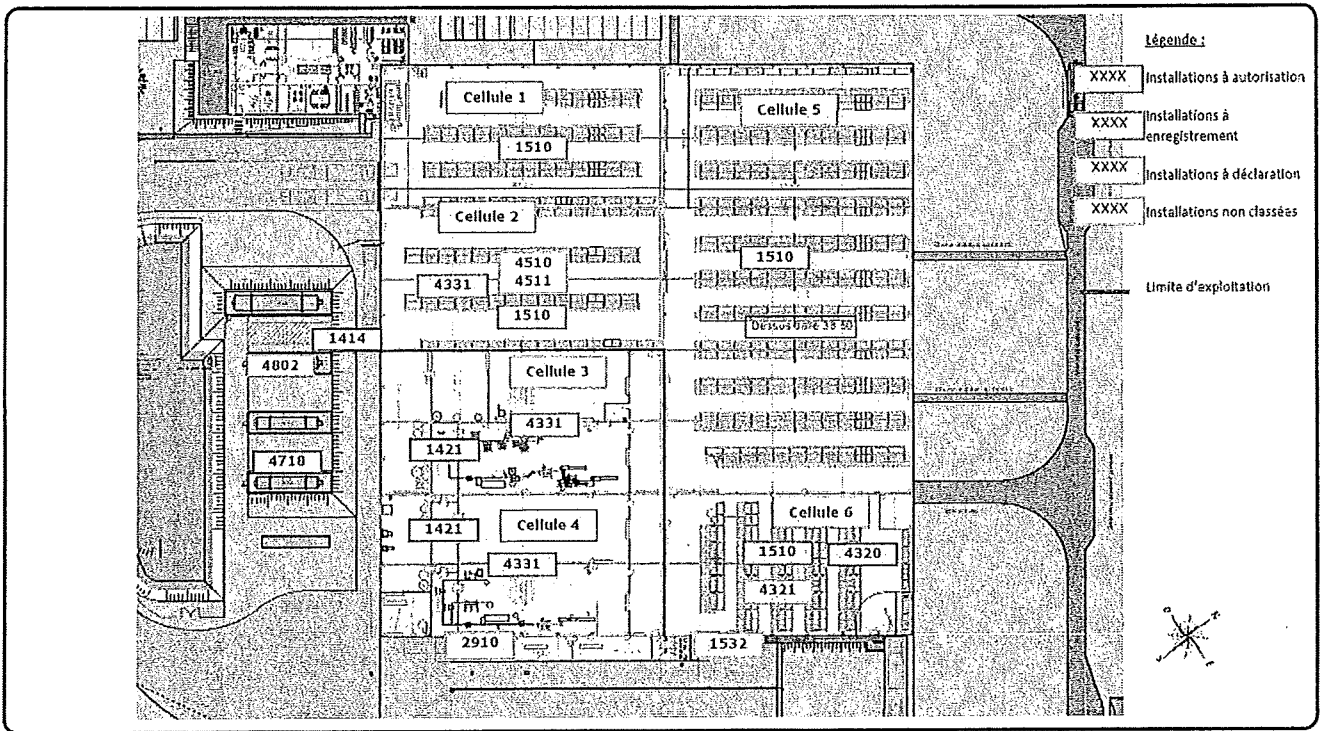 Légende :
XXXX
Installations à autorisation
XXXX
Installations à
enregistrement
XXXX
Installations à déclaration
XXXX
Installations non classées
Limite d'exploitation
Cellule 1
Cellule 5
1510
Cellule 2
4510
4331
4511
1510
1510
1414
4802
Cellule 3
4331
1421
4718
Cellule 4
1421
4331
Cellule 6
1510
4320
4321
2910
1532